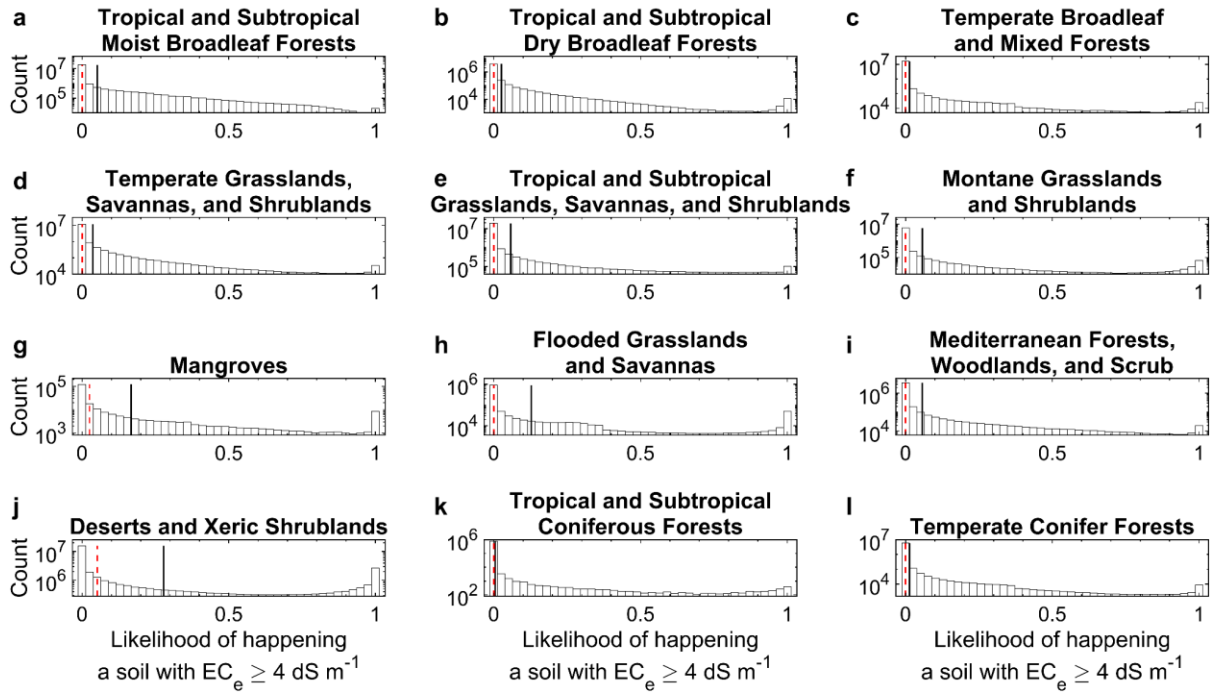 a Tropical and Subtropical
Moist Broadleaf Forests
Count
10^7
10^5
0 0.5 1
b Tropical and Subtropical
Dry Broadleaf Forests
10^6
10^4
0 0.5 1
c Temperate Broadleaf
and Mixed Forests
10^7
10^4
0 0.5 1
d Temperate Grasslands,
Savannas, and Shrublands
Count
10^7
10^4
0 0.5 1
e Tropical and Subtropical
Grasslands, Savannas, and Shrublands
10^7
10^5
0 0.5 1
f Montane Grasslands
and Shrublands
10^7
10^5
0 0.5 1
g Mangroves
Count
10^5
10^3
0 0.5 1
h Flooded Grasslands
and Savannas
10^6
10^4
0 0.5 1
i Mediterranean Forests,
Woodlands, and Scrub
10^6
10^4
0 0.5 1
j Deserts and Xeric Shrublands
Count
10^7
10^6
0 0.5 1
Likelihood of happening
a soil with EC_e ≥ 4 dS m^-1
k Tropical and Subtropical
Coniferous Forests
10^6
10^2
0 0.5 1
Likelihood of happening
a soil with EC_e ≥ 4 dS m^-1
l Temperate Conifer Forests
10^4
0 0.5 1
Likelihood of happening
a soil with EC_e ≥ 4 dS m^-1